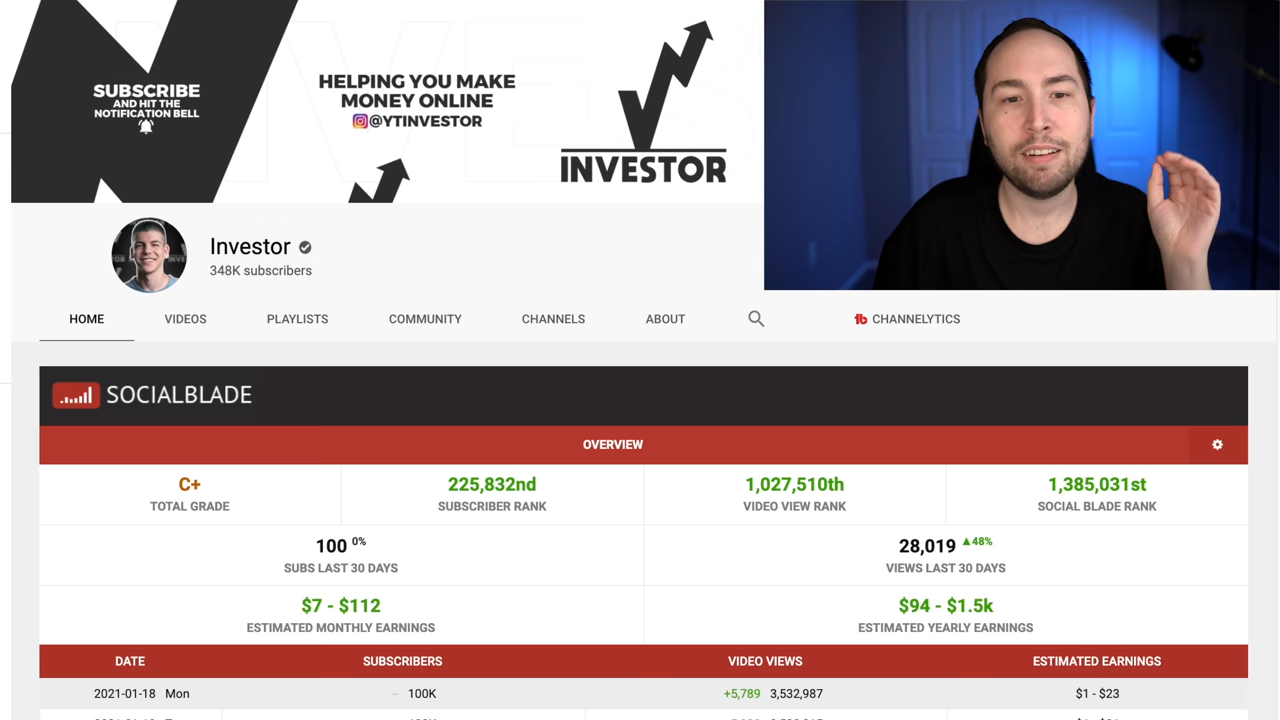 SUBSCRIBE
AND HIT THE
NOTIFICATION BELL
HELPING YOU MAKE
MONEY ONLINE
@YTINVESTOR
INVESTOR
Investor
348K subscribers
HOME VIDEOS PLAYLISTS COMMUNITY CHANNELS ABOUT tb CHANNELYTICS
SOCIALBLADE
OVERVIEW
C+ 225,832nd 1,027,510th 1,385,031st
TOTAL GRADE SUBSCRIBER RANK VIDEO VIEW RANK SOCIAL BLADE RANK
100 0% 28,019 ▲48%
SUBS LAST 30 DAYS VIEWS LAST 30 DAYS
$7 - $112 $94 - $1.5k
ESTIMATED MONTHLY EARNINGS ESTIMATED YEARLY EARNINGS
DATE SUBSCRIBERS VIDEO VIEWS ESTIMATED EARNINGS
2021-01-18 Mon – 100K +5,789 3,532,987 $1 - $23